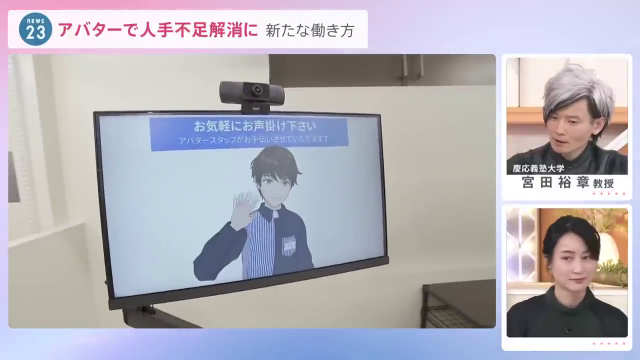 news
23
アバターで人手不足解消に 新たな働き方
お気軽にお声掛け下さい
アバタースタッフがお手伝いさせていただきます
慶応義塾大学
宮田裕章教授